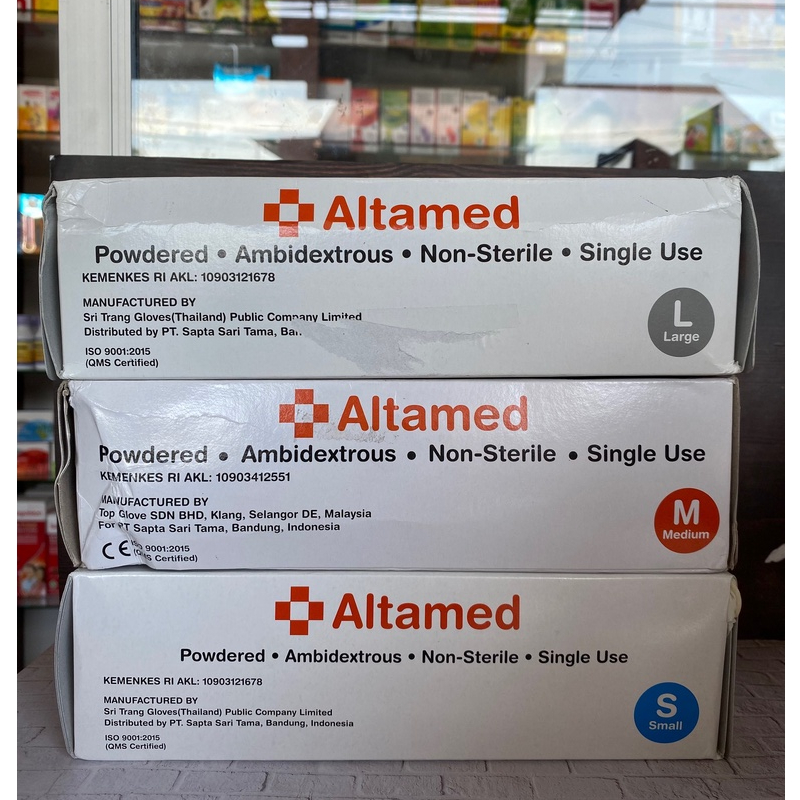 Altamed
Powdered • Ambidextrous • Non-Sterile • Single Use
KEMENKES RI AKL: 10903121678
MANUFACTURED BY
Sri Trang Gloves(Thailand) Public Company Limited
Distributed by PT. Sapta Sari Tama,
ISO 9001:2015
(QMS Certified)
L
Large
Altamed
Powdered • Ambidextrous • Non-Sterile • Single Use
KEMENKES RI AKL: 10903412551
MANUFACTURED BY
Top Glove SDN BHD, Klang, Selangor DE, Malaysia
For PT Sapta Sari Tama, Bandung, Indonesia
CE
ISO 9001:2015
(QMS Certified)
M
Medium
Altamed
Powdered • Ambidextrous • Non-Sterile • Single Use
KEMENKES RI AKL: 10903121678
MANUFACTURED BY
Sri Trang Gloves(Thailand) Public Company Limited
Distributed by PT. Sapta Sari Tama, Bandung, Indonesia
ISO 9001:2015
(QMS Certified)
S
Small